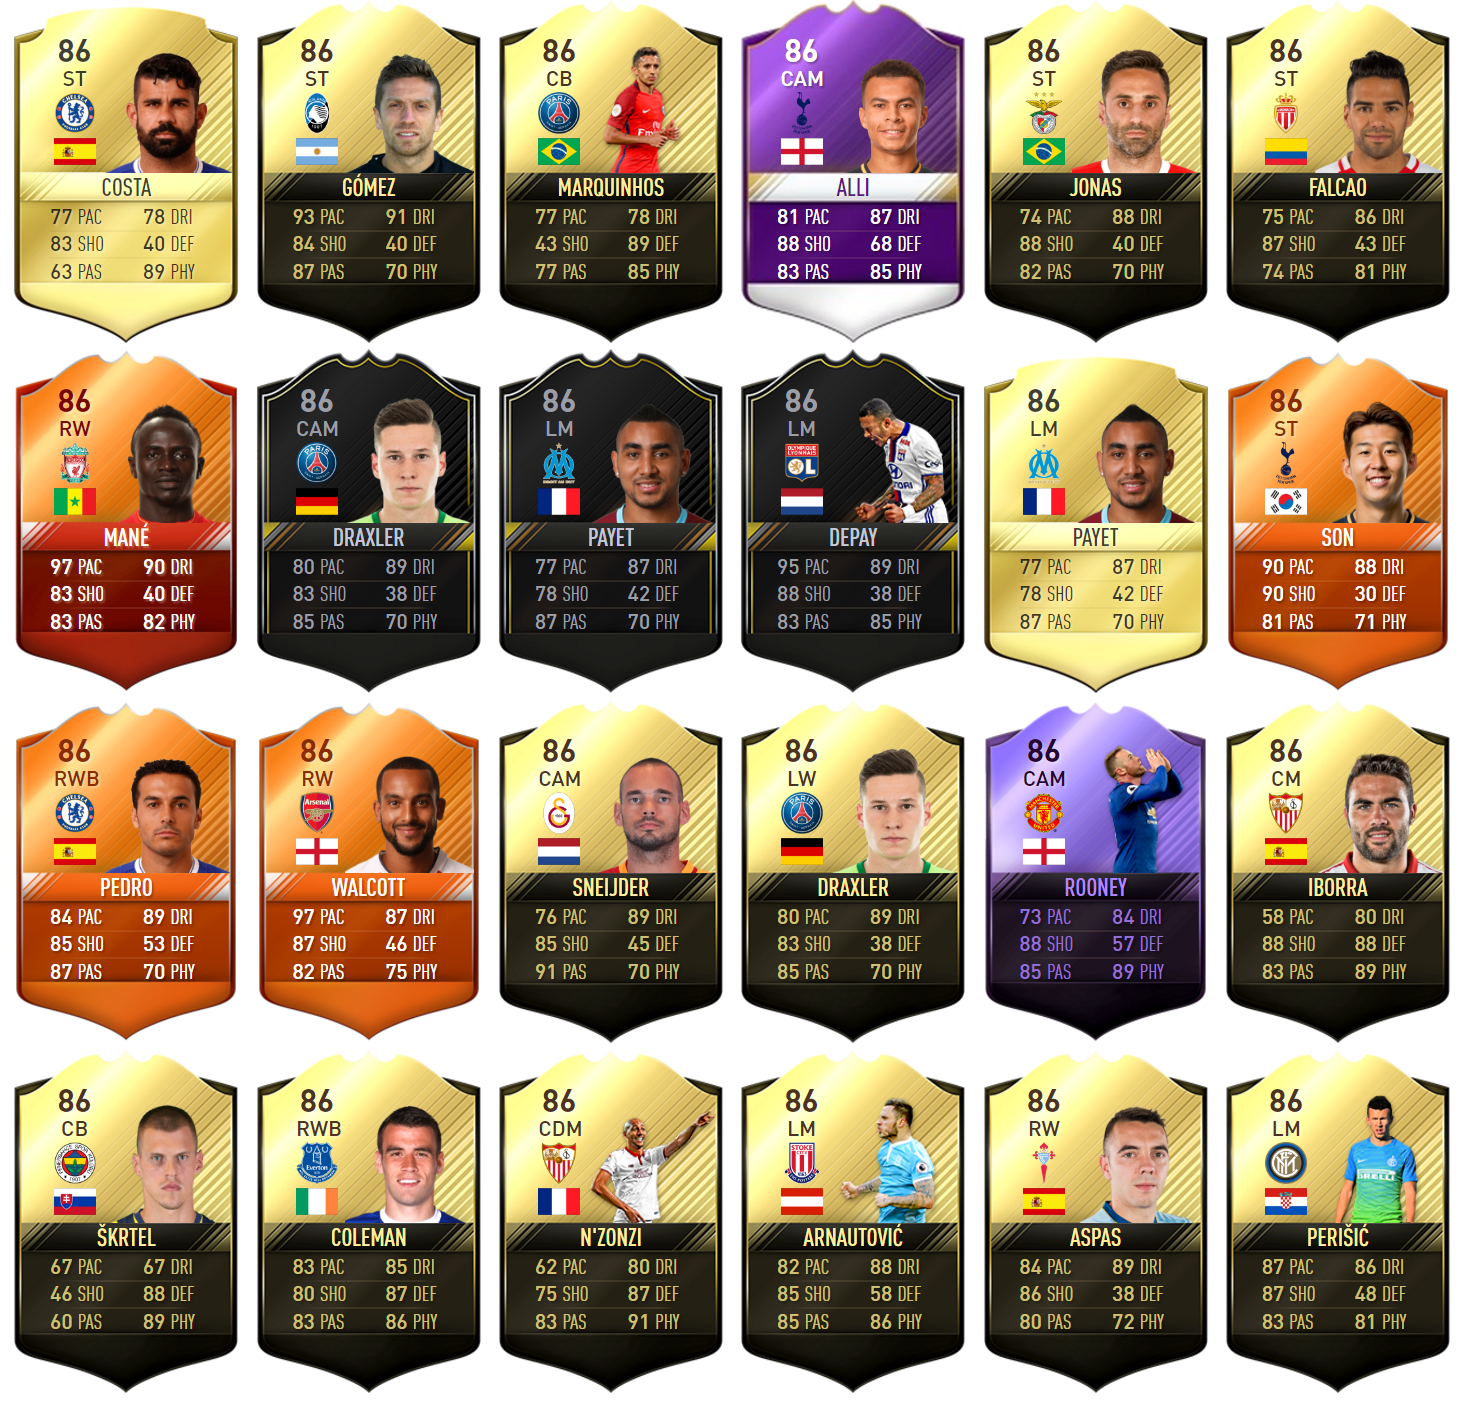 86
ST
COSTA
77 PAC 78 DRI
83 SHO 40 DEF
63 PAS 89 PHY
86
ST
GÓMEZ
93 PAC 91 DRI
84 SHO 40 DEF
87 PAS 70 PHY
86
CB
MARQUINHOS
77 PAC 78 DRI
43 SHO 89 DEF
77 PAS 85 PHY
86
CAM
ALLI
81 PAC 87 DRI
88 SHO 68 DEF
83 PAS 85 PHY
86
ST
JONAS
74 PAC 88 DRI
88 SHO 40 DEF
82 PAS 70 PHY
86
ST
FALCAO
75 PAC 86 DRI
87 SHO 43 DEF
74 PAS 81 PHY
86
RW
MANÉ
97 PAC 90 DRI
83 SHO 40 DEF
83 PAS 82 PHY
86
CAM
DRAXLER
80 PAC 89 DRI
83 SHO 38 DEF
85 PAS 70 PHY
86
LM
PAYET
77 PAC 87 DRI
78 SHO 42 DEF
87 PAS 70 PHY
86
LM
OLYMPIQUE
LYONNAIS
OL
DEPAY
95 PAC 89 DRI
88 SHO 38 DEF
83 PAS 85 PHY
86
LM
PAYET
77 PAC 87 DRI
78 SHO 42 DEF
87 PAS 70 PHY
86
ST
SON
90 PAC 88 DRI
90 SHO 30 DEF
81 PAS 71 PHY
86
RWB
PEDRO
84 PAC 89 DRI
85 SHO 53 DEF
87 PAS 70 PHY
86
RW
Arsenal
WALCOTT
97 PAC 87 DRI
87 SHO 46 DEF
82 PAS 75 PHY
86
CAM
SNEIJDER
76 PAC 89 DRI
85 SHO 45 DEF
91 PAS 70 PHY
86
LW
PARIS
DRAXLER
80 PAC 89 DRI
83 SHO 38 DEF
85 PAS 70 PHY
86
CAM
ROONEY
73 PAC 84 DRI
88 SHO 57 DEF
85 PAS 89 PHY
86
CM
IBORRA
58 PAC 80 DRI
88 SHO 88 DEF
83 PAS 89 PHY
86
CB
ŠKRTEL
67 PAC 67 DRI
46 SHO 88 DEF
60 PAS 89 PHY
86
RWB
Everton
COLEMAN
83 PAC 85 DRI
80 SHO 87 DEF
83 PAS 86 PHY
86
CDM
N'ZONZI
62 PAC 80 DRI
75 SHO 87 DEF
83 PAS 91 PHY
86
LM
STOKE
CITY
ARNAUTOVIĆ
82 PAC 88 DRI
85 SHO 58 DEF
85 PAS 86 PHY
86
RW
ASPAS
84 PAC 89 DRI
86 SHO 38 DEF
80 PAS 72 PHY
86
LM
PIRELLI
PERIŠIĆ
87 PAC 86 DRI
87 SHO 48 DEF
83 PAS 81 PHY